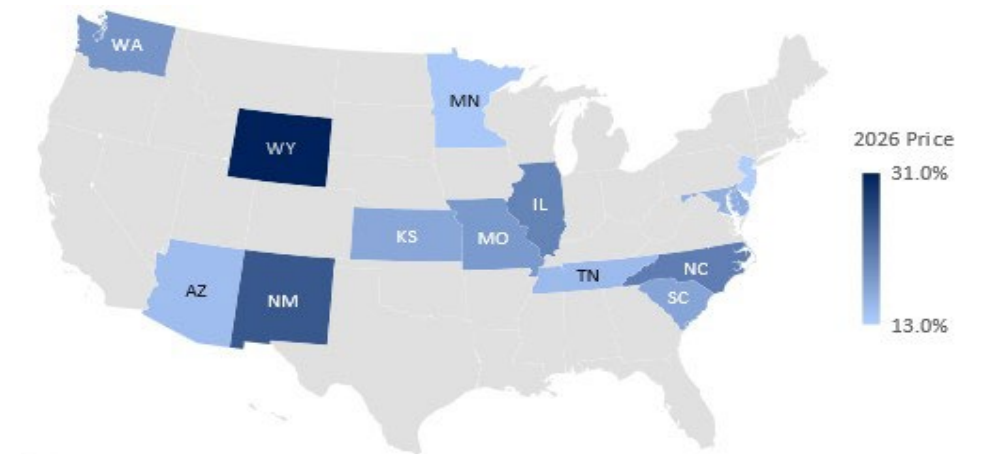 WA
MN
WY
2026 Price
31.0%
IL
KS
MO
NC
TN
AZ
SC
NM
13.0%